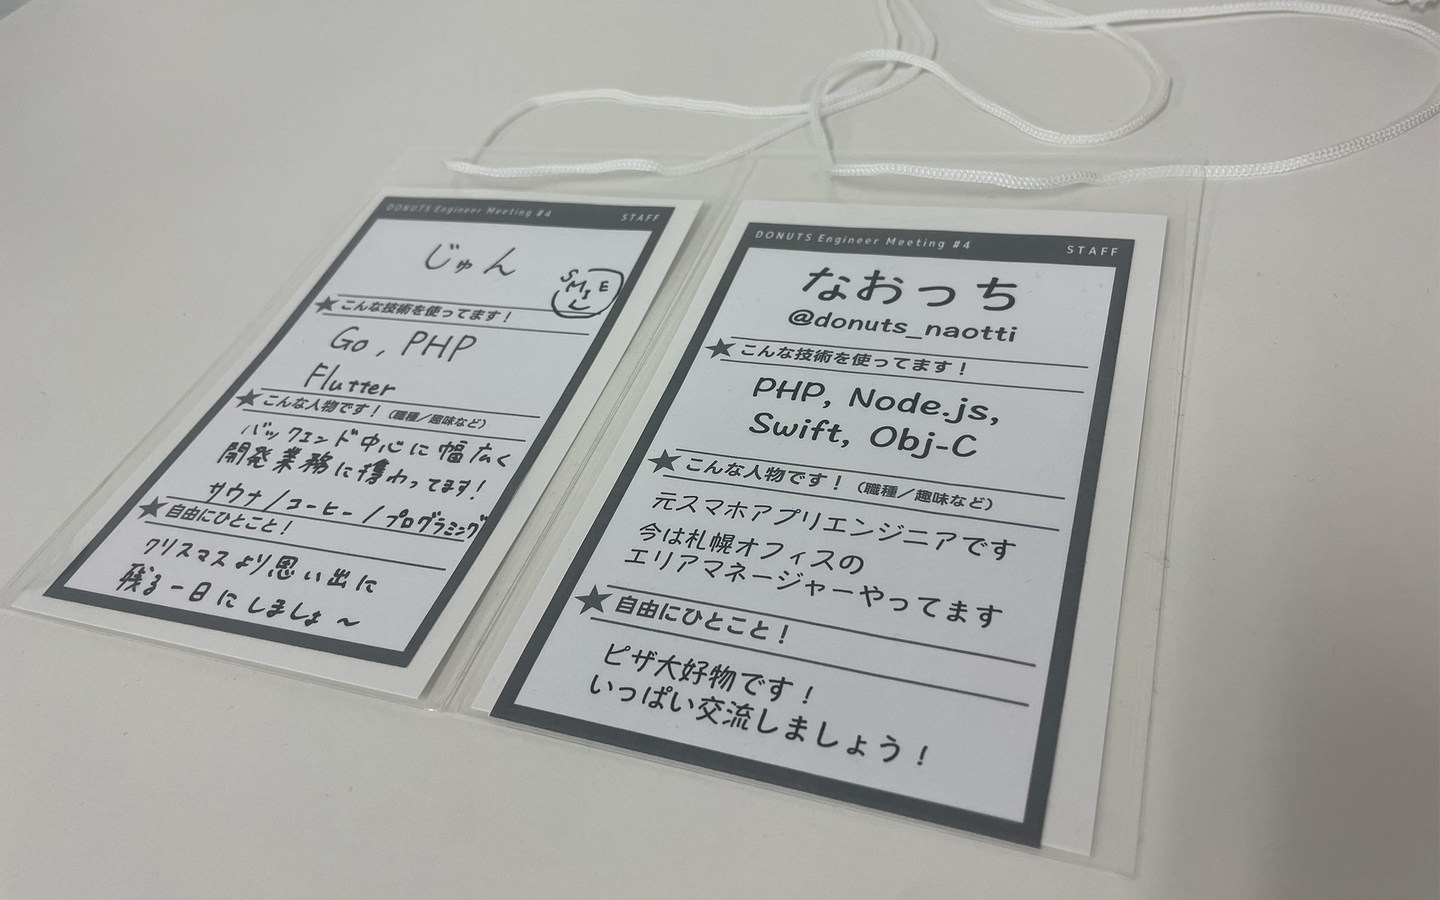 DONUTS Engineer Meeting #4
STAFF
じゅん
SMILE
★こんな技術を使ってます！
Go, PHP
Flutter
★こんな人物です！（職種／趣味など）
バックエンド中心に幅広く
開発業務に携わってます!
サウナ/コーヒー/プログラミング
★自由にひとこと！
クリスマスより思い出に
残る一日にしましょ〜
DONUTS Engineer Meeting #4
STAFF
なおっち
@donuts_naotti
★こんな技術を使ってます！
PHP, Node.js,
Swift, Obj-C
★こんな人物です！（職種／趣味など）
元スマホアプリエンジニアです
今は札幌オフィスの
エリアマネージャーやってます
★自由にひとこと！
ピザ大好物です！
いっぱい交流しましょう！